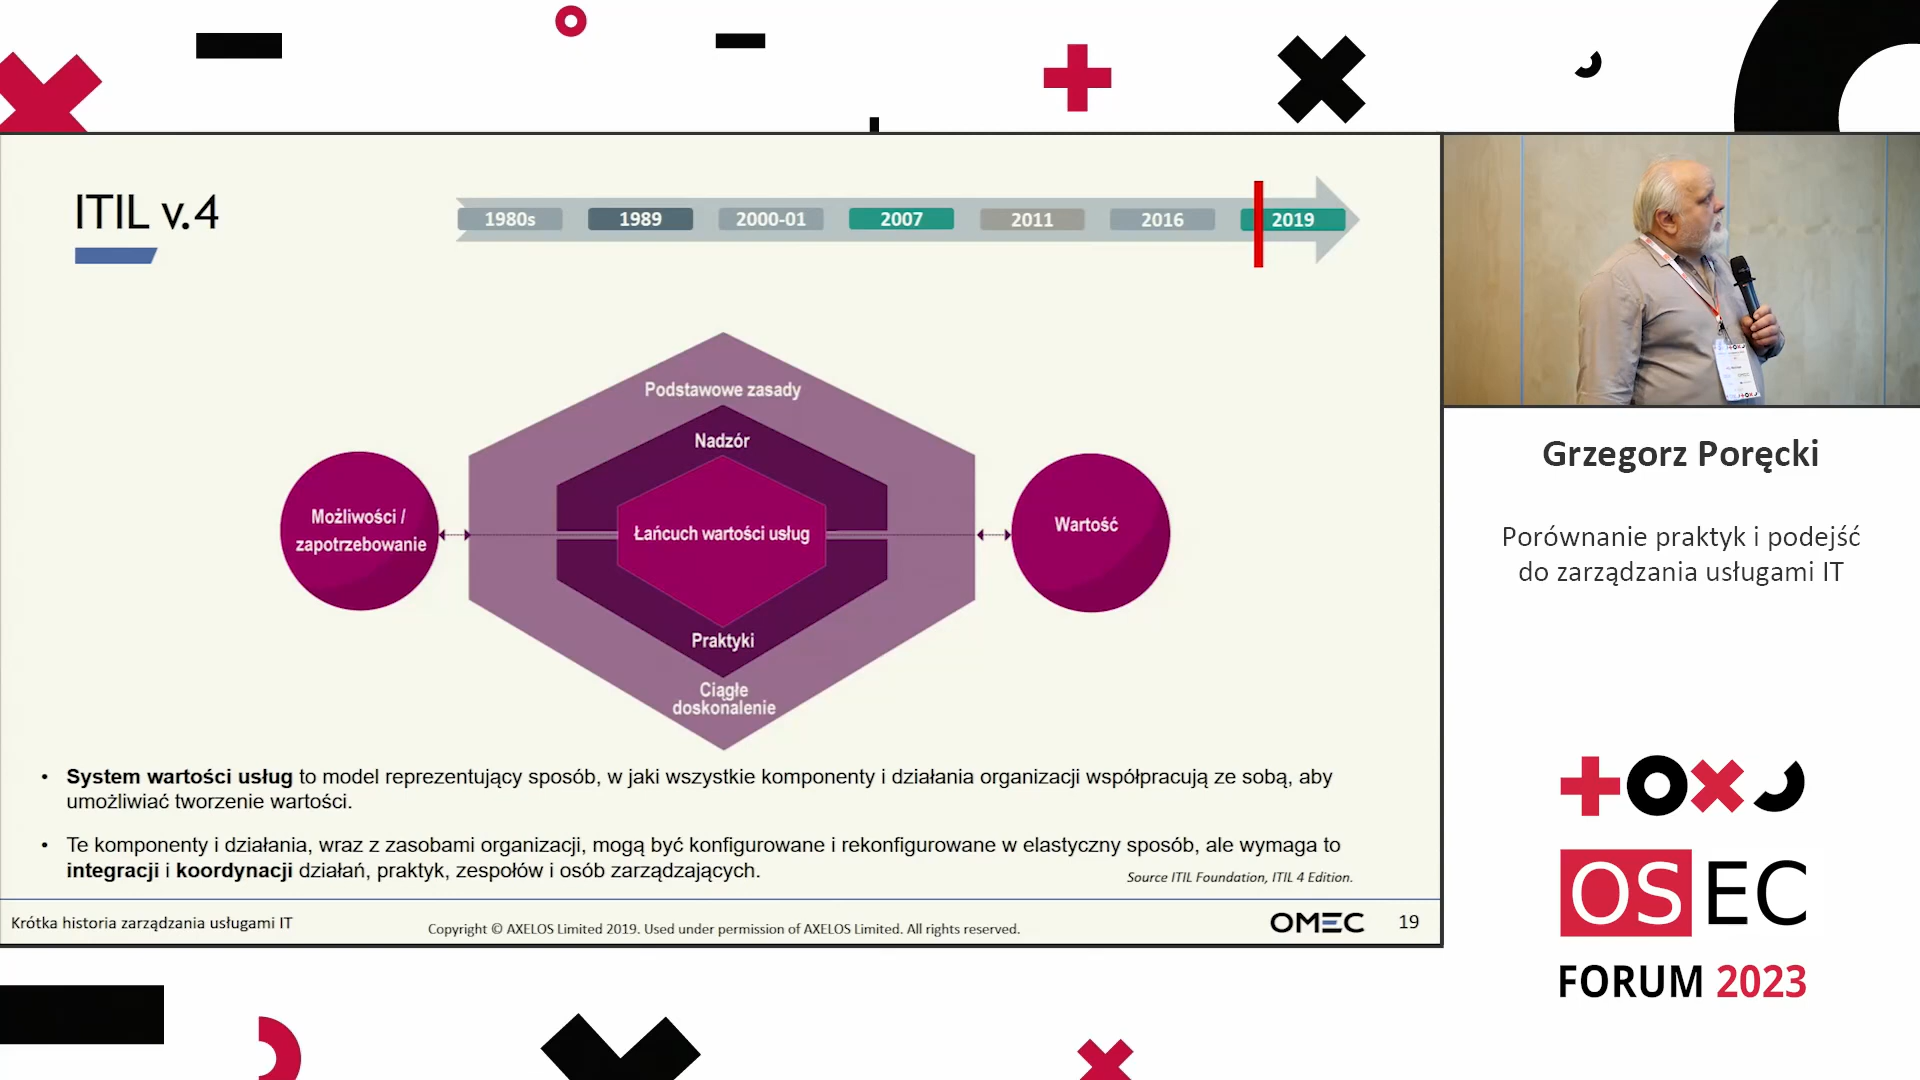 ITIL v.4
1980s
1989
2000-01
2007
2011
2016
2019
Podstawowe zasady
Nadzór
Możliwości /
zapotrzebowanie
Łańcuch wartości usług
Wartość
Praktyki
Ciągłe
doskonalenie
• System wartości usług to model reprezentujący sposób, w jaki wszystkie komponenty i działania organizacji współpracują ze sobą, aby
umożliwiać tworzenie wartości.
• Te komponenty i działania, wraz z zasobami organizacji, mogą być konfigurowane i rekonfigurowane w elastyczny sposób, ale wymaga to
integracji i koordynacji działań, praktyk, zespołów i osób zarządzających.
Source ITIL Foundation, ITIL 4 Edition.
Krótka historia zarządzania usługami IT
Copyright © AXELOS Limited 2019. Used under permission of AXELOS Limited. All rights reserved.
OMEC
19
Grzegorz Poręcki
Porównanie praktyk i podejść
do zarządzania usługami IT
OSEC
FORUM 2023